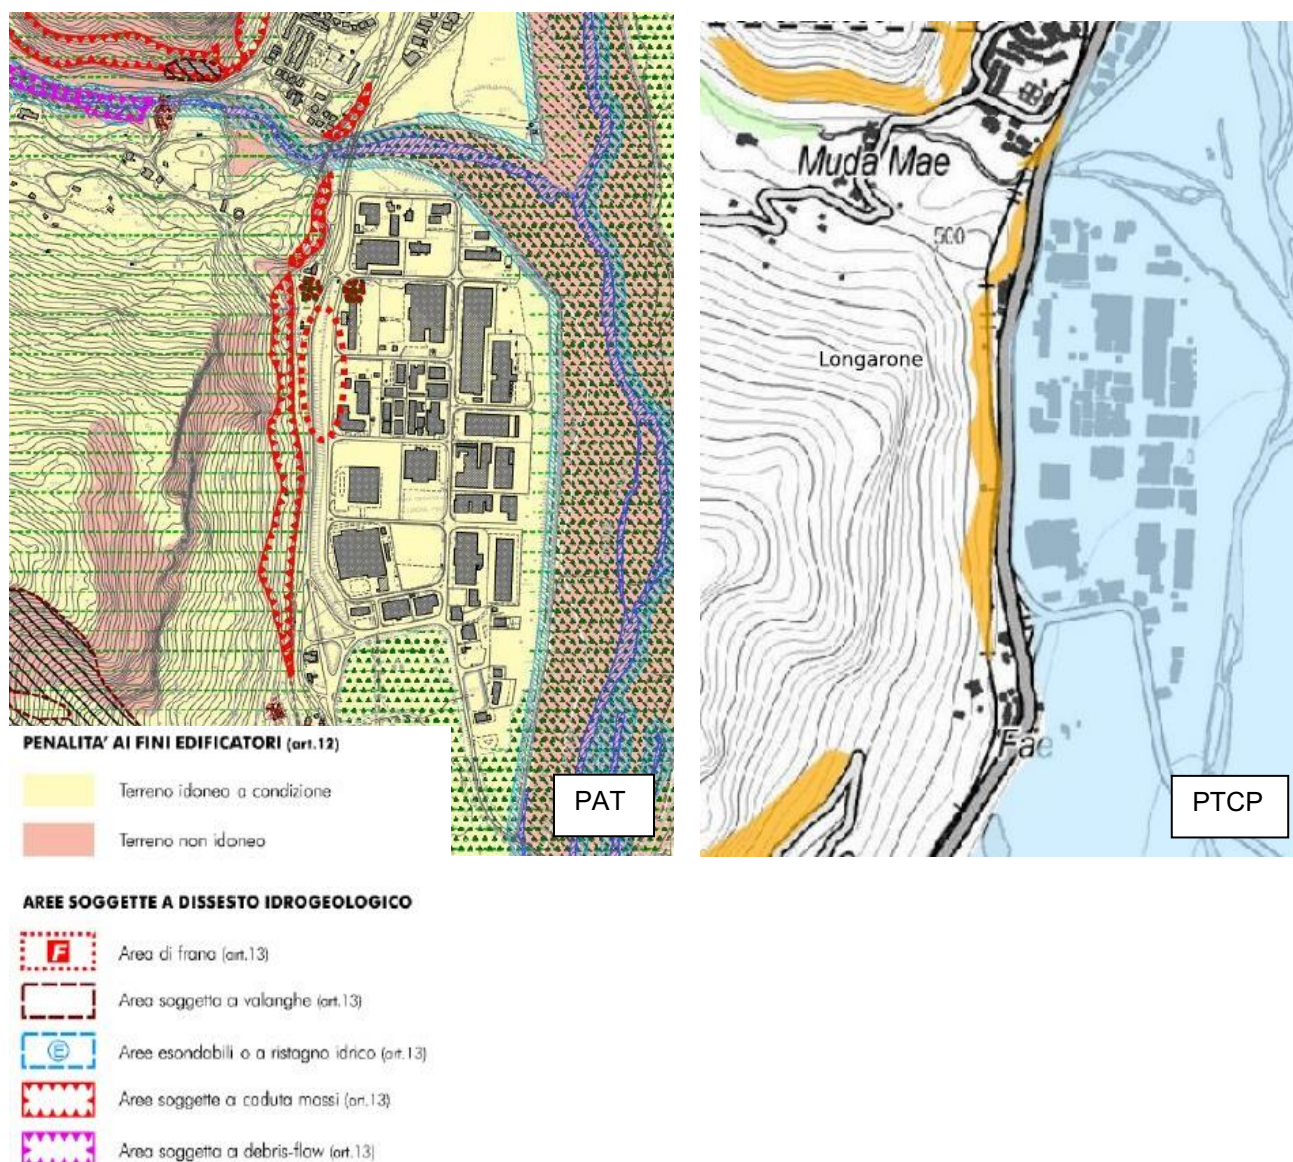 Muda Mae
500
Longarone
Fae
PAT
PTCP
PENALITA' AI FINI EDIFICATORI (art.12)
Terreno idoneo a condizione
Terreno non idoneo
AREE SOGGETTE A DISSESTO IDROGEOLOGICO
F
Area di frana (art.13)
Area soggetta a valanghe (art.13)
E
Aree esondabili o a ristagno idrico (art.13)
Aree soggette a caduta massi (art.13)
Area soggetta a debris-flow (art.13)